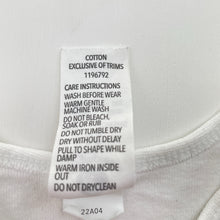 COTTON
EXCLUSIVE OF TRIMS
1196792
CARE INSTRUCTIONS
WASH BEFORE WEAR
WARM GENTLE
MACHINE WASH
DO NOT BLEACH,
SOAK OR RUB
DO NOT TUMBLE DRY
DRY WITHOUT DELAY
PULL TO SHAPE WHILE
DAMP
WARM IRON INSIDE
OUT
DO NOT DRYCLEAN
22A04